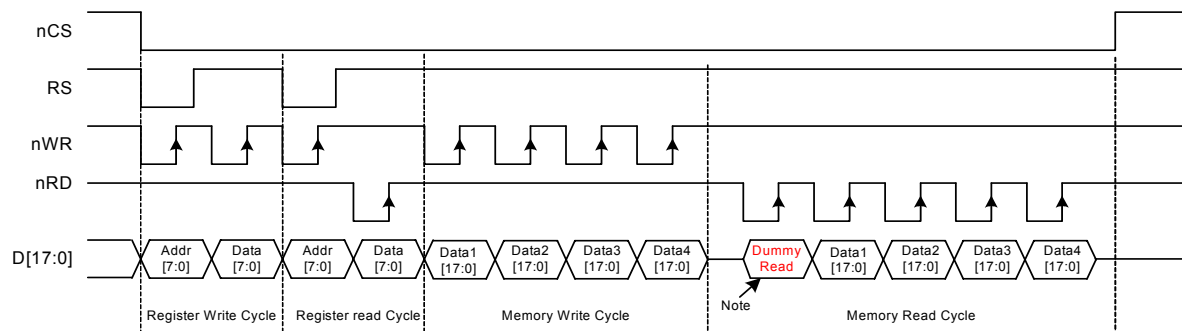 nCS
RS
nWR
nRD
D[17:0]
Addr
[7:0]
Data
[7:0]
Addr
[7:0]
Data
[7:0]
Data1
[17:0]
Data2
[17:0]
Data3
[17:0]
Data4
[17:0]
Dummy
Read
Data1
[17:0]
Data2
[17:0]
Data3
[17:0]
Data4
[17:0]
Note
Register Write Cycle
Register read Cycle
Memory Write Cycle
Memory Read Cycle